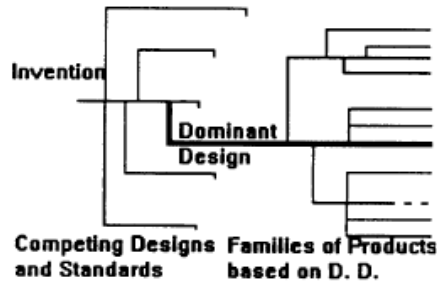 Invention
Dominant
Design
Competing Designs
and Standards
Families of Products
based on D. D.